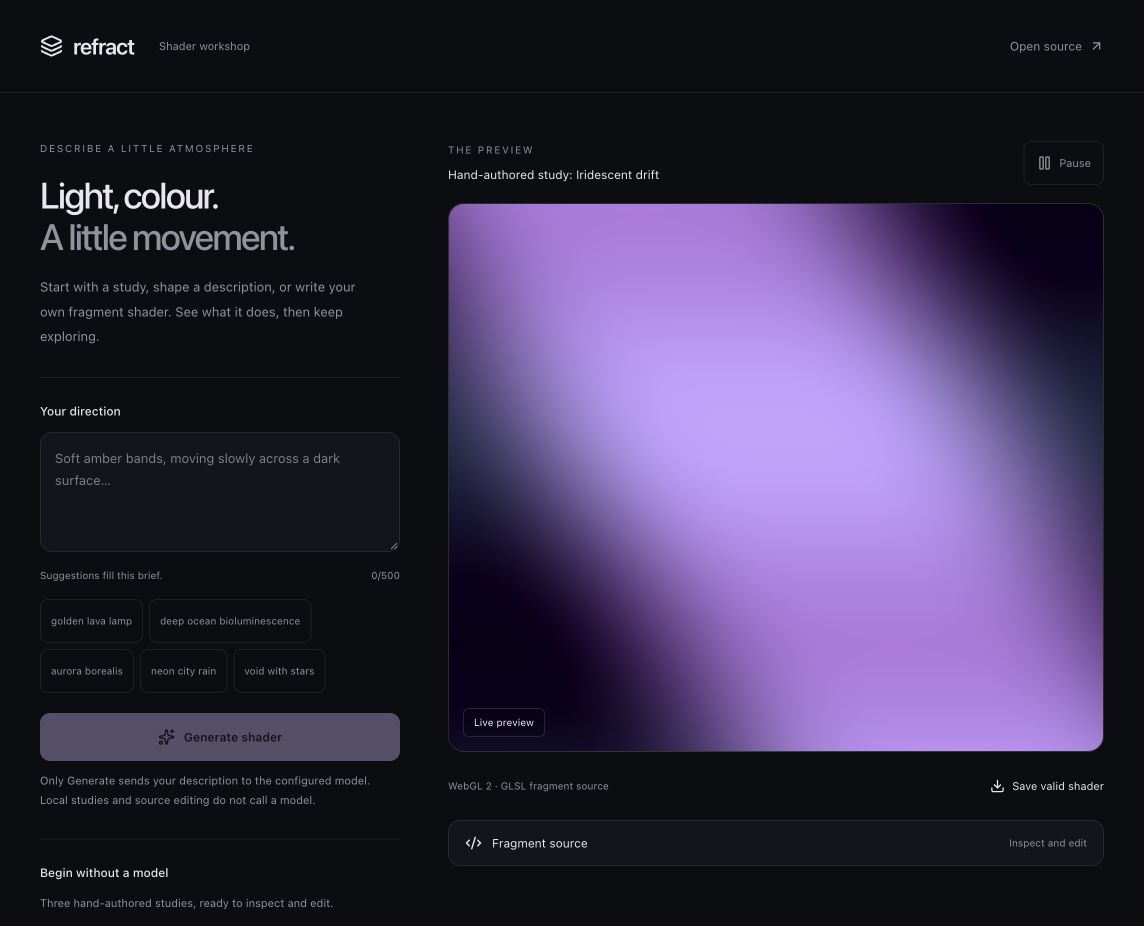 refract
Shader workshop
Open source
DESCRIBE A LITTLE ATMOSPHERE
Light, colour.
A little movement.
Start with a study, shape a description, or write your
own fragment shader. See what it does, then keep
exploring.
Your direction
Soft amber bands, moving slowly across a dark
surface...
Suggestions fill this brief.
0/500
golden lava lamp
deep ocean bioluminescence
aurora borealis
neon city rain
void with stars
Generate shader
Only Generate sends your description to the configured model.
Local studies and source editing do not call a model.
Begin without a model
Three hand-authored studies, ready to inspect and edit.
THE PREVIEW
Hand-authored study: Iridescent drift
Pause
Live preview
WebGL 2 · GLSL fragment source
Save valid shader
Fragment source
Inspect and edit